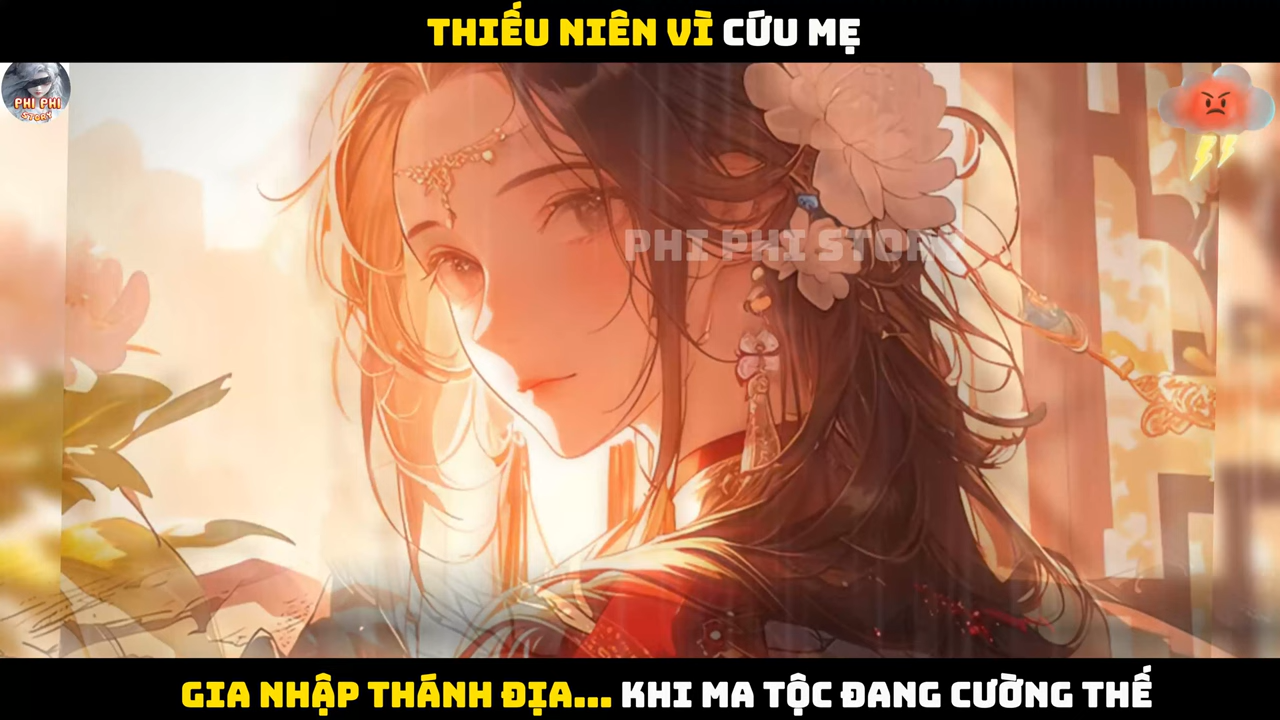 THIẾU NIÊN VÌ CỨU MẸ
PHI PHI
STORY
PHI PHI STORY
GIA NHẬP THÁNH ĐỊA... KHI MA TỘC ĐANG CƯỜNG THẾ